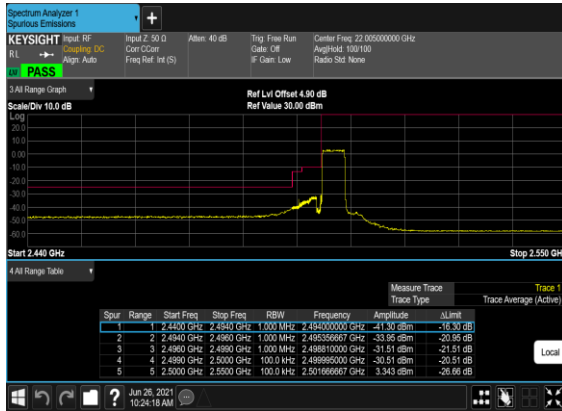 Spectrum Analyzer 1
Spurious Emissions
+
KEYSIGHT Input: RF Input Z: 50 Ω Atten: 40 dB Trig: Free Run Center Freq: 22.005000000 GHz
RL Coupling: DC Corr CCorr Gate: Off Avg|Hold: 100/100
Align: Auto Freq Ref: Int (S) IF Gain: Low Radio Std: None
PASS
3 All Range Graph
Ref Lvl Offset 4.90 dB
Scale/Div 10.0 dB Ref Value 30.00 dBm
Log
20.0
10.0
0.00
-10.0
-20.0
-30.0
-40.0
-50.0
-60.0
Start 2.440 GHz Stop 2.550 GH
4 All Range Table
Measure Trace Trace 1
Trace Type Trace Average (Active)
Spur Range Start Freq Stop Freq RBW Frequency Amplitude ΔLimit
1 1 2.4400 GHz 2.4940 GHz 1.000 MHz 2.494000000 GHz -41.30 dBm -16.30 dB
2 2 2.4940 GHz 2.4960 GHz 1.000 MHz 2.495356667 GHz -33.95 dBm -20.95 dB
3 3 2.4960 GHz 2.4990 GHz 1.000 MHz 2.498810000 GHz -31.51 dBm -21.51 dB
4 4 2.4990 GHz 2.5000 GHz 100.0 kHz 2.499995000 GHz -30.51 dBm -20.51 dB
5 5 2.5000 GHz 2.5500 GHz 100.0 kHz 2.501666667 GHz 3.343 dBm -26.66 dB
Local
?
Jun 26, 2021
10:24:18 AM